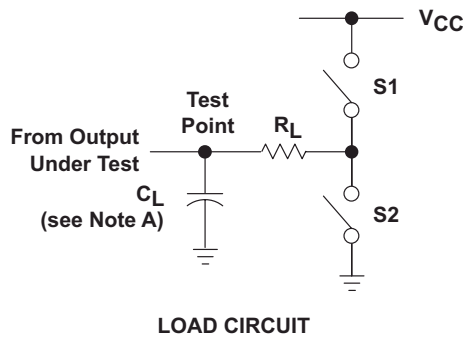 VCC
S1
Test
Point
RL
From Output
Under Test
CL
(see Note A)
S2
LOAD CIRCUIT